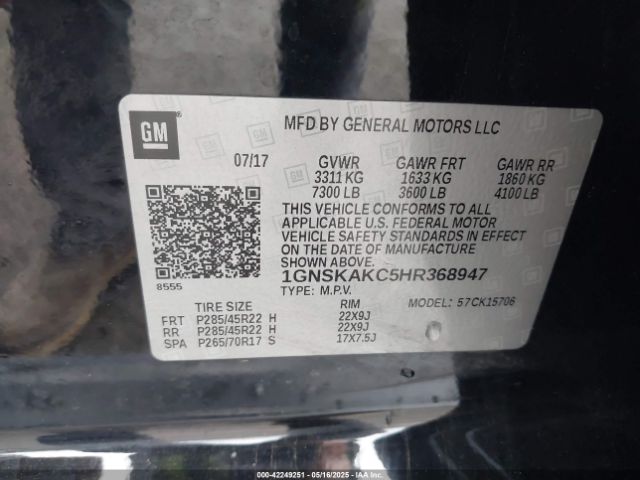 GM
MFD BY GENERAL MOTORS LLC
07/17 GVWR GAWR FRT GAWR RR
3311 KG 1633 KG 1860 KG
7300 LB 3600 LB 4100 LB
THIS VEHICLE CONFORMS TO ALL
APPLICABLE U.S. FEDERAL MOTOR
VEHICLE SAFETY STANDARDS IN EFFECT
ON THE DATE OF MANUFACTURE
SHOWN ABOVE.
1GNSKAKC5HR368947
8555
TYPE: M.P.V. MODEL: 57CK15706
TIRE SIZE RIM
FRT P285/45R22 H 22X9J
RR P285/45R22 H 22X9J
SPA P265/70R17 S 17X7.5J
000-42249251 - 05/16/2025 - IAAIVEHICLES.COM